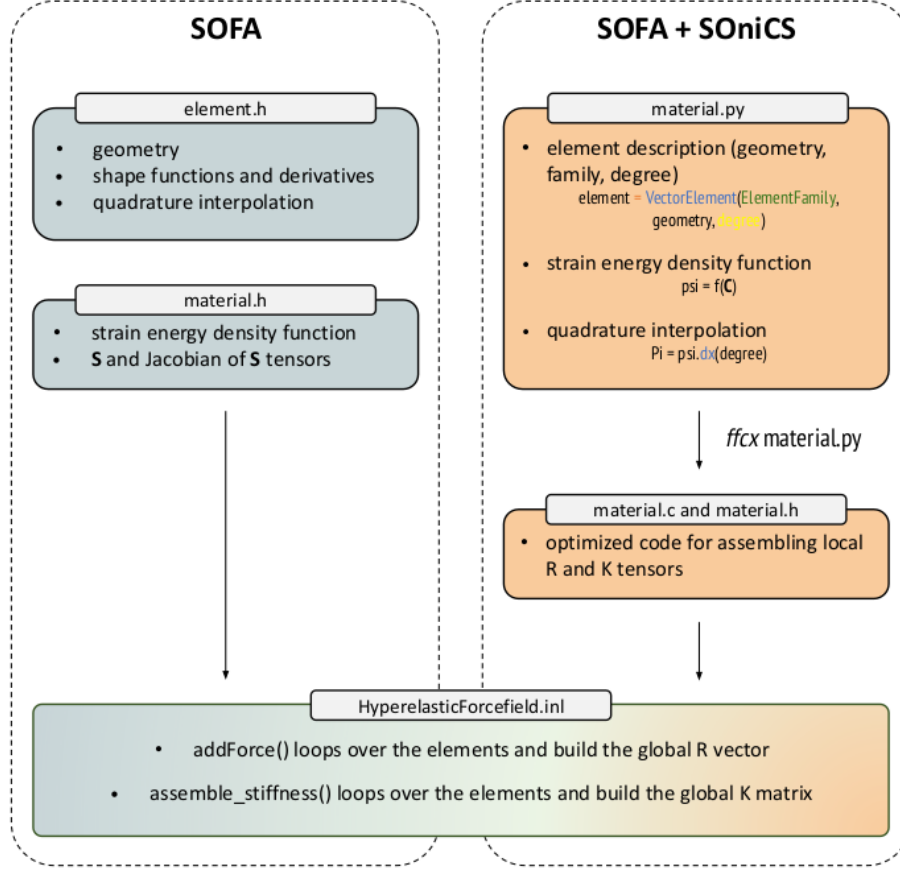 SOFA
element.h
• geometry
• shape functions and derivatives
• quadrature interpolation
material.h
• strain energy density function
• S and Jacobian of S tensors
SOFA + SOniCS
material.py
• element description (geometry,
family, degree)
element = VectorElement(ElementFamily,
geometry,degree)
• strain energy density function
psi = f(C)
• quadrature interpolation
Pi = psi.dx(degree)
ffcx material.py
material.c and material.h
• optimized code for assembling local
R and K tensors
HyperelasticForcefield.inl
• addForce() loops over the elements and build the global R vector
• assemble_stiffness() loops over the elements and build the global K matrix